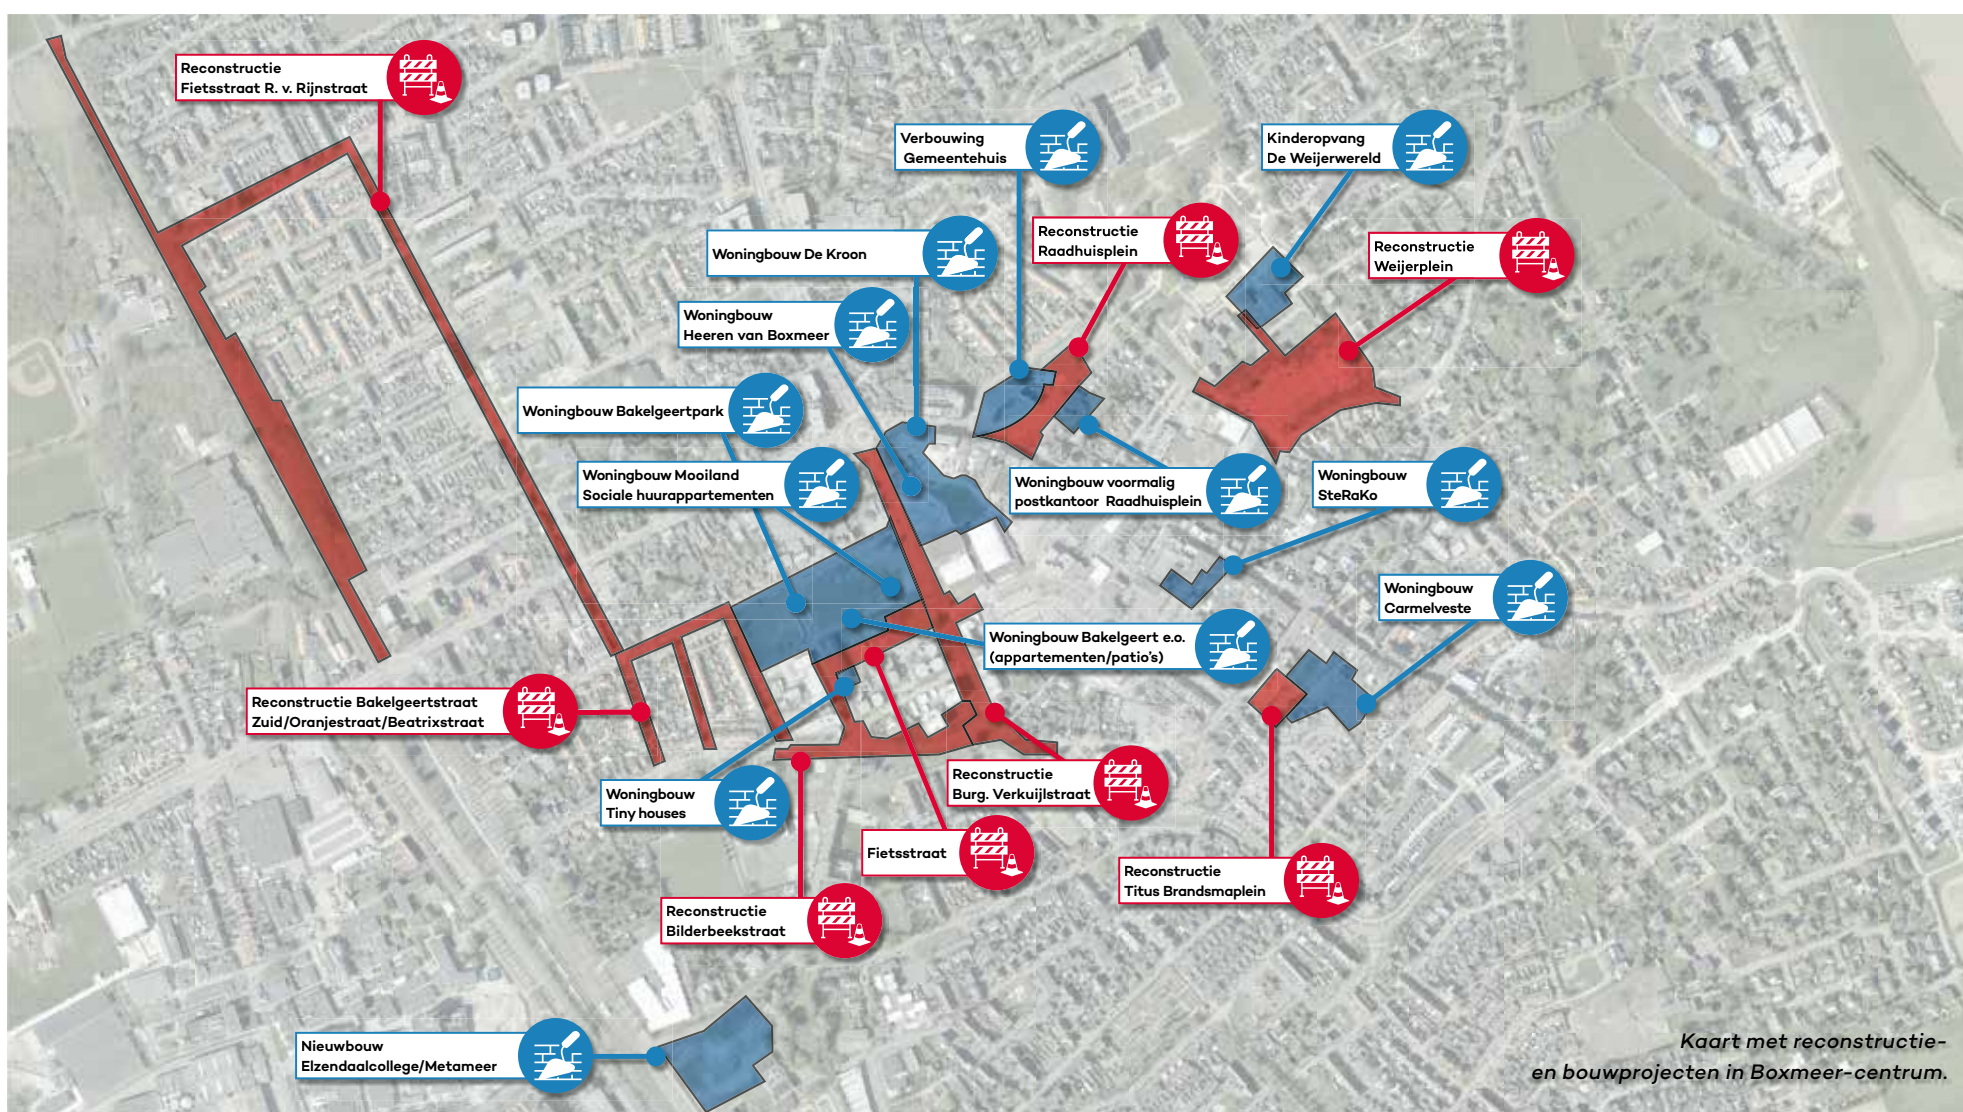 Reconstructie
Fietsstraat R. v. Rijnstraat
Verbouwing
Gemeentehuis
Kinderopvang
De Weijerwereld
Reconstructie
Raadhuisplein
Reconstructie
Weijerplein
Woningbouw De Kroon
Woningbouw
Heeren van Boxmeer
Woningbouw Bakelgeertpark
Woningbouw Mooiland
Sociale huurappartementen
Woningbouw voormalig
postkantoor Raadhuisplein
Woningbouw
SteRaKo
Woningbouw
Carmelveste
Woningbouw Bakelgeert e.o.
(appartementen/patio's)
Reconstructie Bakelgeertstraat
Zuid/Oranjestraat/Beatrixstraat
Woningbouw
Tiny houses
Reconstructie
Burg. Verkuijlstraat
Fietsstraat
Reconstructie
Titus Brandsmaplein
Reconstructie
Bilderbeekstraat
Nieuwbouw
Elzendaalcollege/Metameer
Kaart met reconstructie-
en bouwprojecten in Boxmeer-centrum.